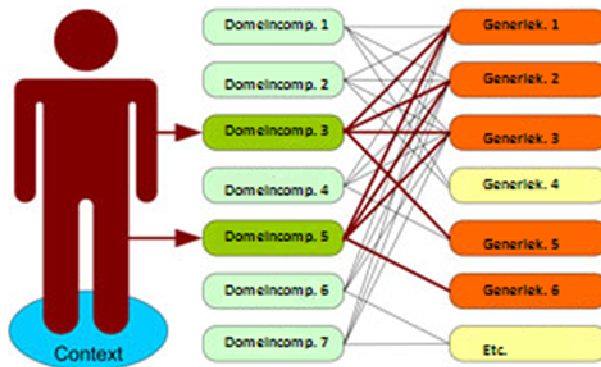 DomeIncomp. 1
DomeIncomp. 2
DomeIncomp. 3
DomeIncomp. 4
DomeIncomp. 5
DomeIncomp. 6
DomeIncomp. 7
Generiek. 1
Generiek. 2
Generiek. 3
Generiek. 4
Generiek. 5
Generiek. 6
Etc.
Context